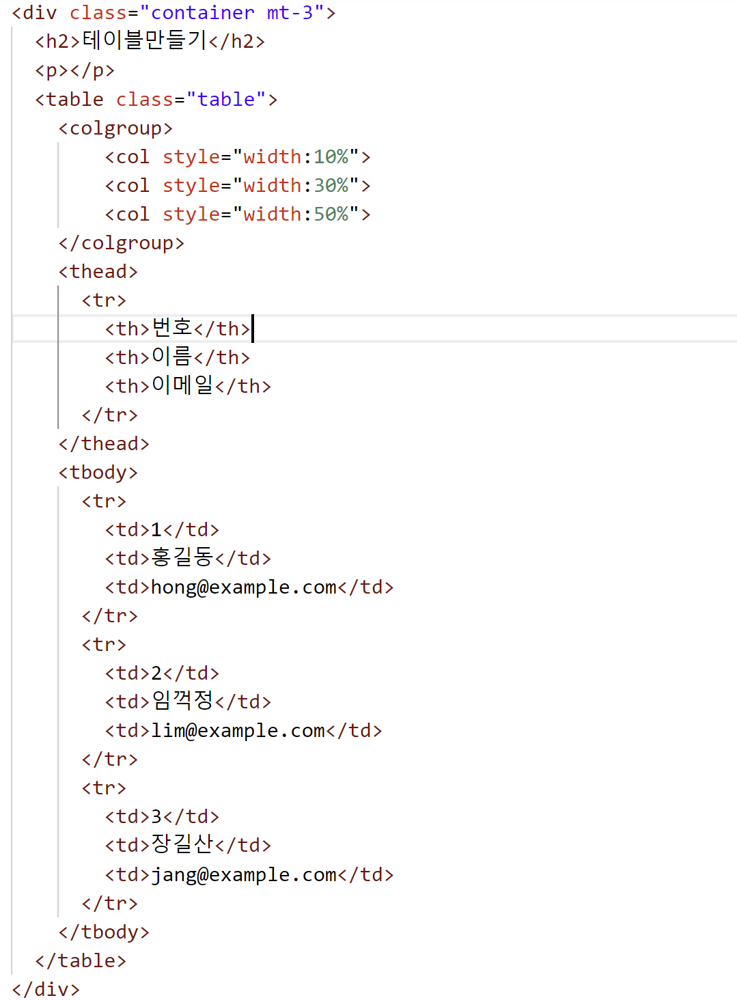 <div class="container mt-3">
  <h2>테이블만들기</h2>
  <p></p>
  <table class="table">
    <colgroup>
        <col style="width:10%">
        <col style="width:30%">
        <col style="width:50%">
    </colgroup>
    <thead>
      <tr>
        <th>번호</th>
        <th>이름</th>
        <th>이메일</th>
      </tr>
    </thead>
    <tbody>
      <tr>
        <td>1</td>
        <td>홍길동</td>
        <td>hong@example.com</td>
      </tr>
      <tr>
        <td>2</td>
        <td>임꺽정</td>
        <td>lim@example.com</td>
      </tr>
      <tr>
        <td>3</td>
        <td>장길산</td>
        <td>jang@example.com</td>
      </tr>
    </tbody>
  </table>
</div>